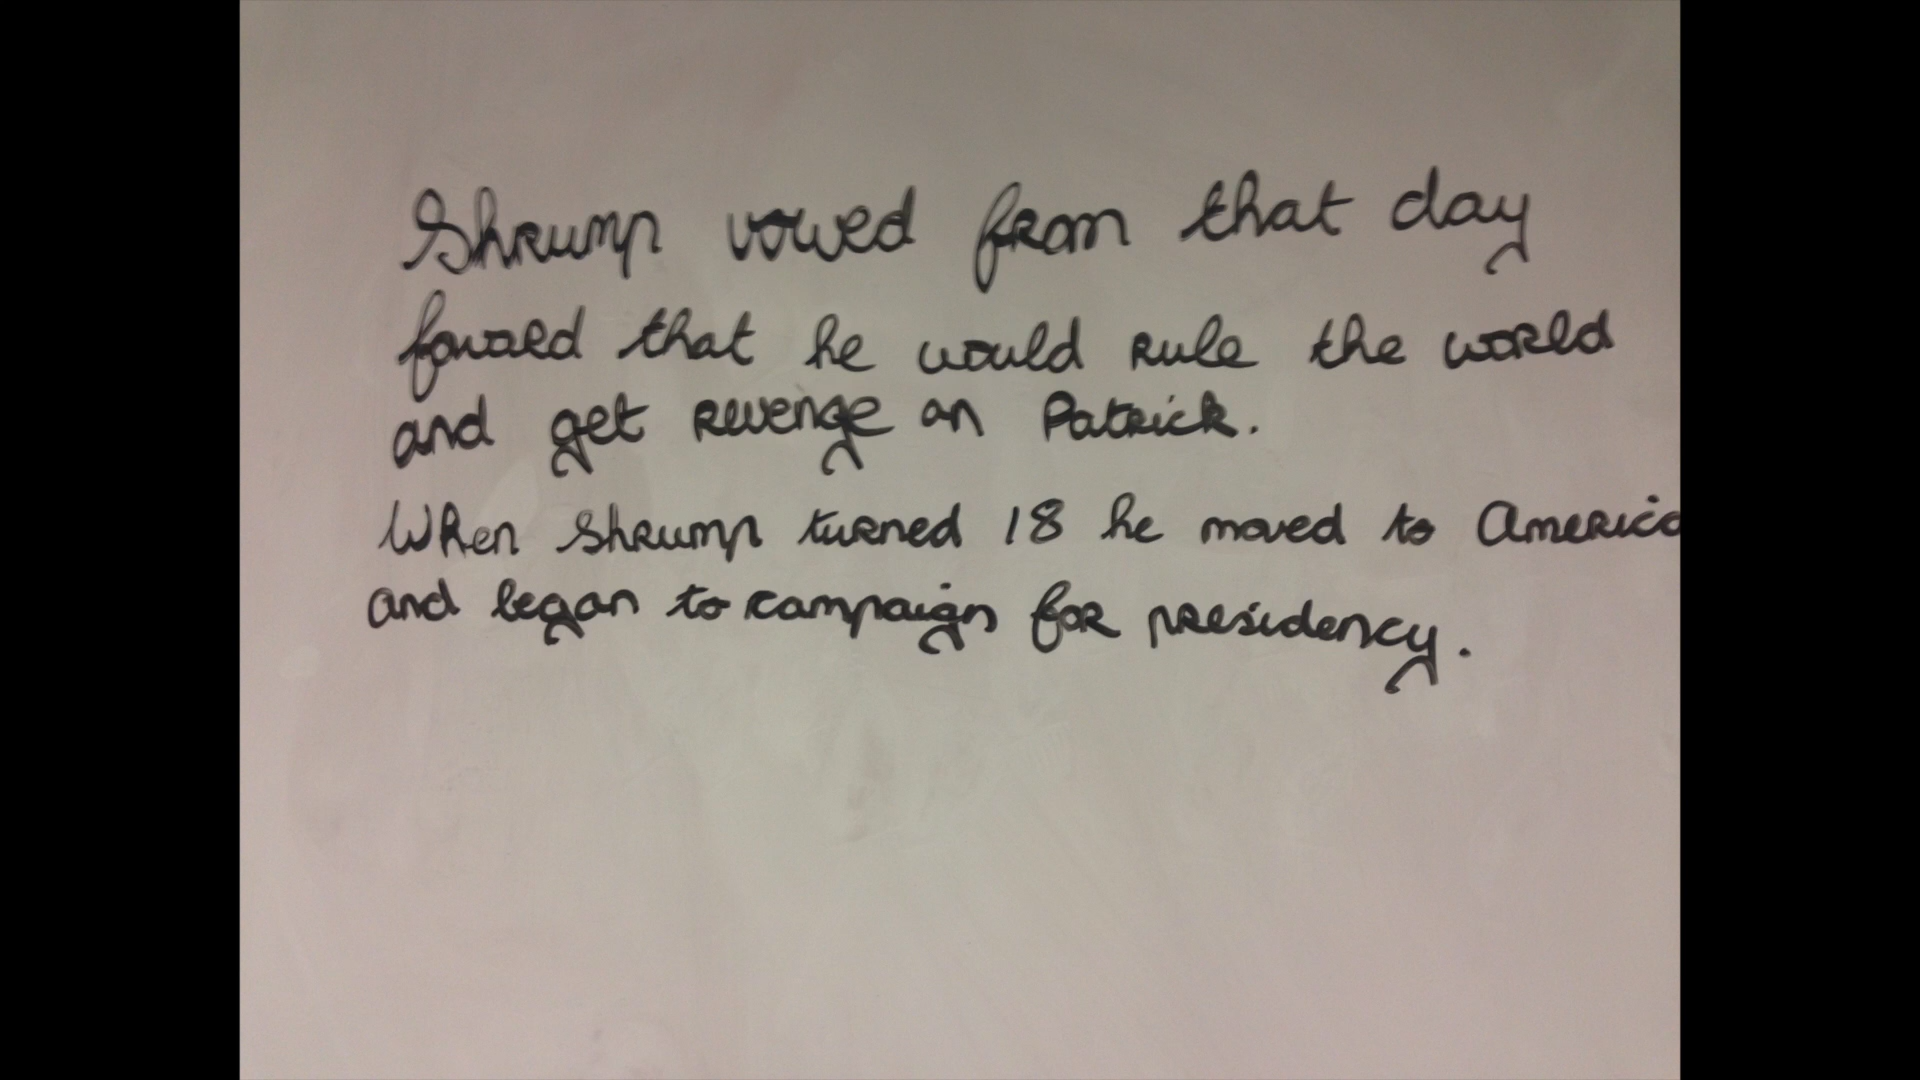 Shrump vowed from that day
foward that he would rule the world
and get revenge on Patrick.
When Shrump turned 18 he moved to America
and began to campaign for presidency.